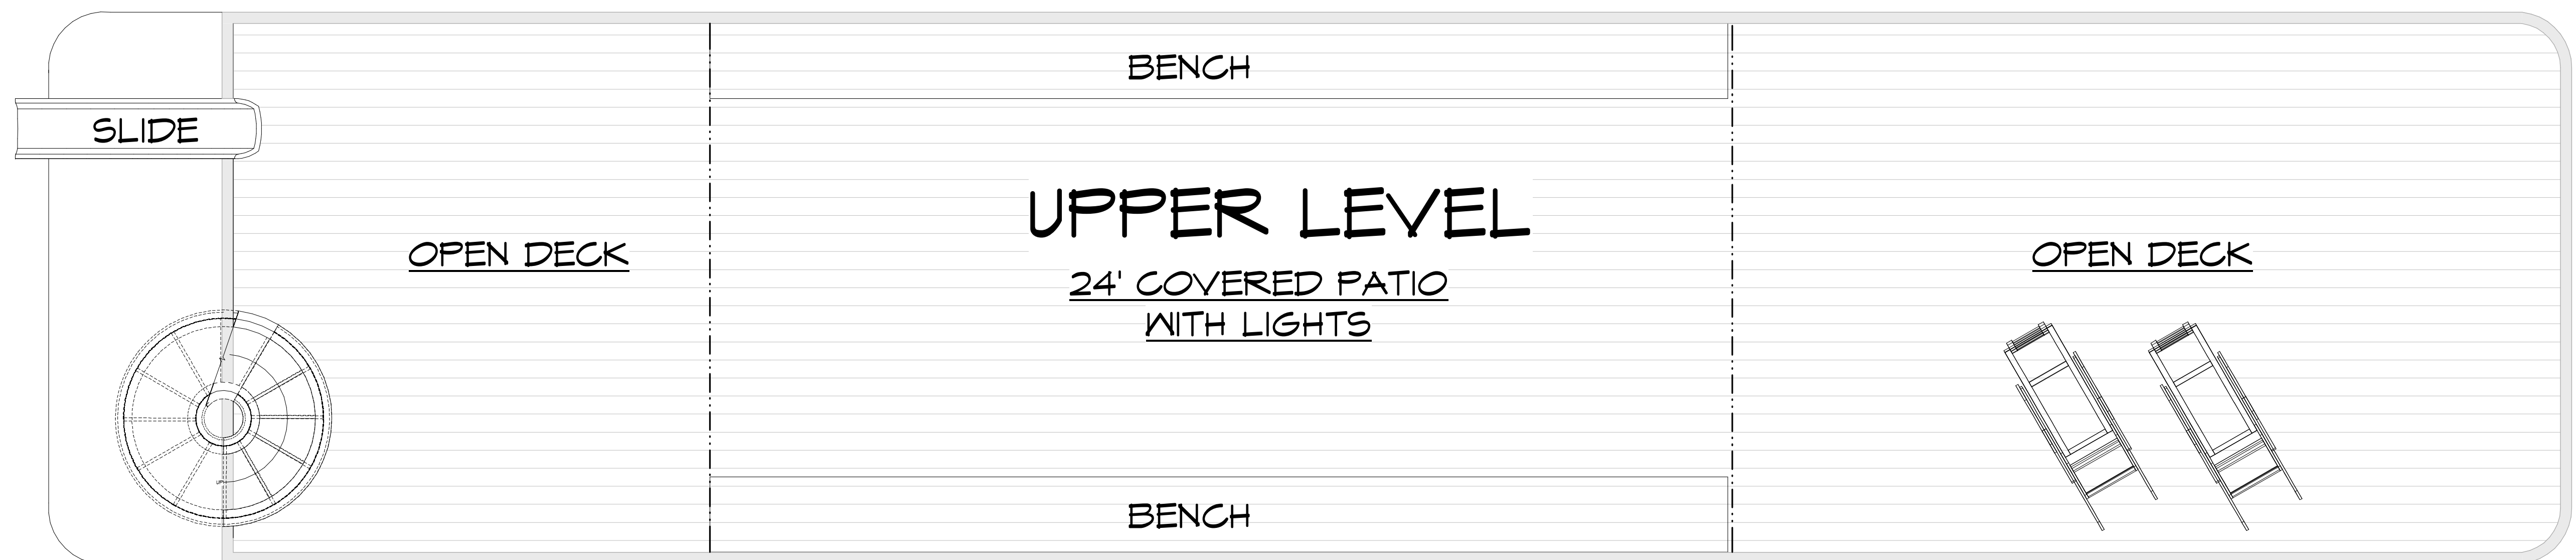 BENCH
SLIDE
UPPER LEVEL
OPEN DECK
24' COVERED PATIO
WITH LIGHTS
OPEN DECK
BENCH